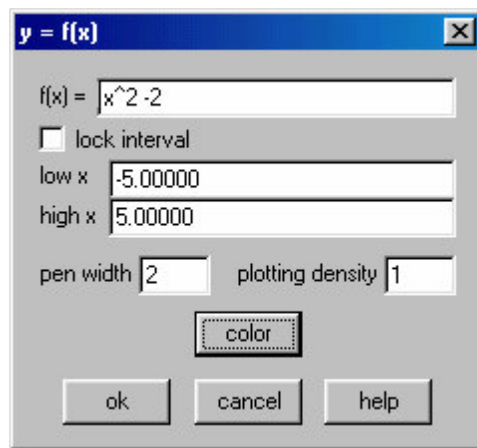 y = f(x)
f(x) = x^2 -2
lock interval
low x -5.00000
high x 5.00000
pen width 2 plotting density 1
color
ok cancel help